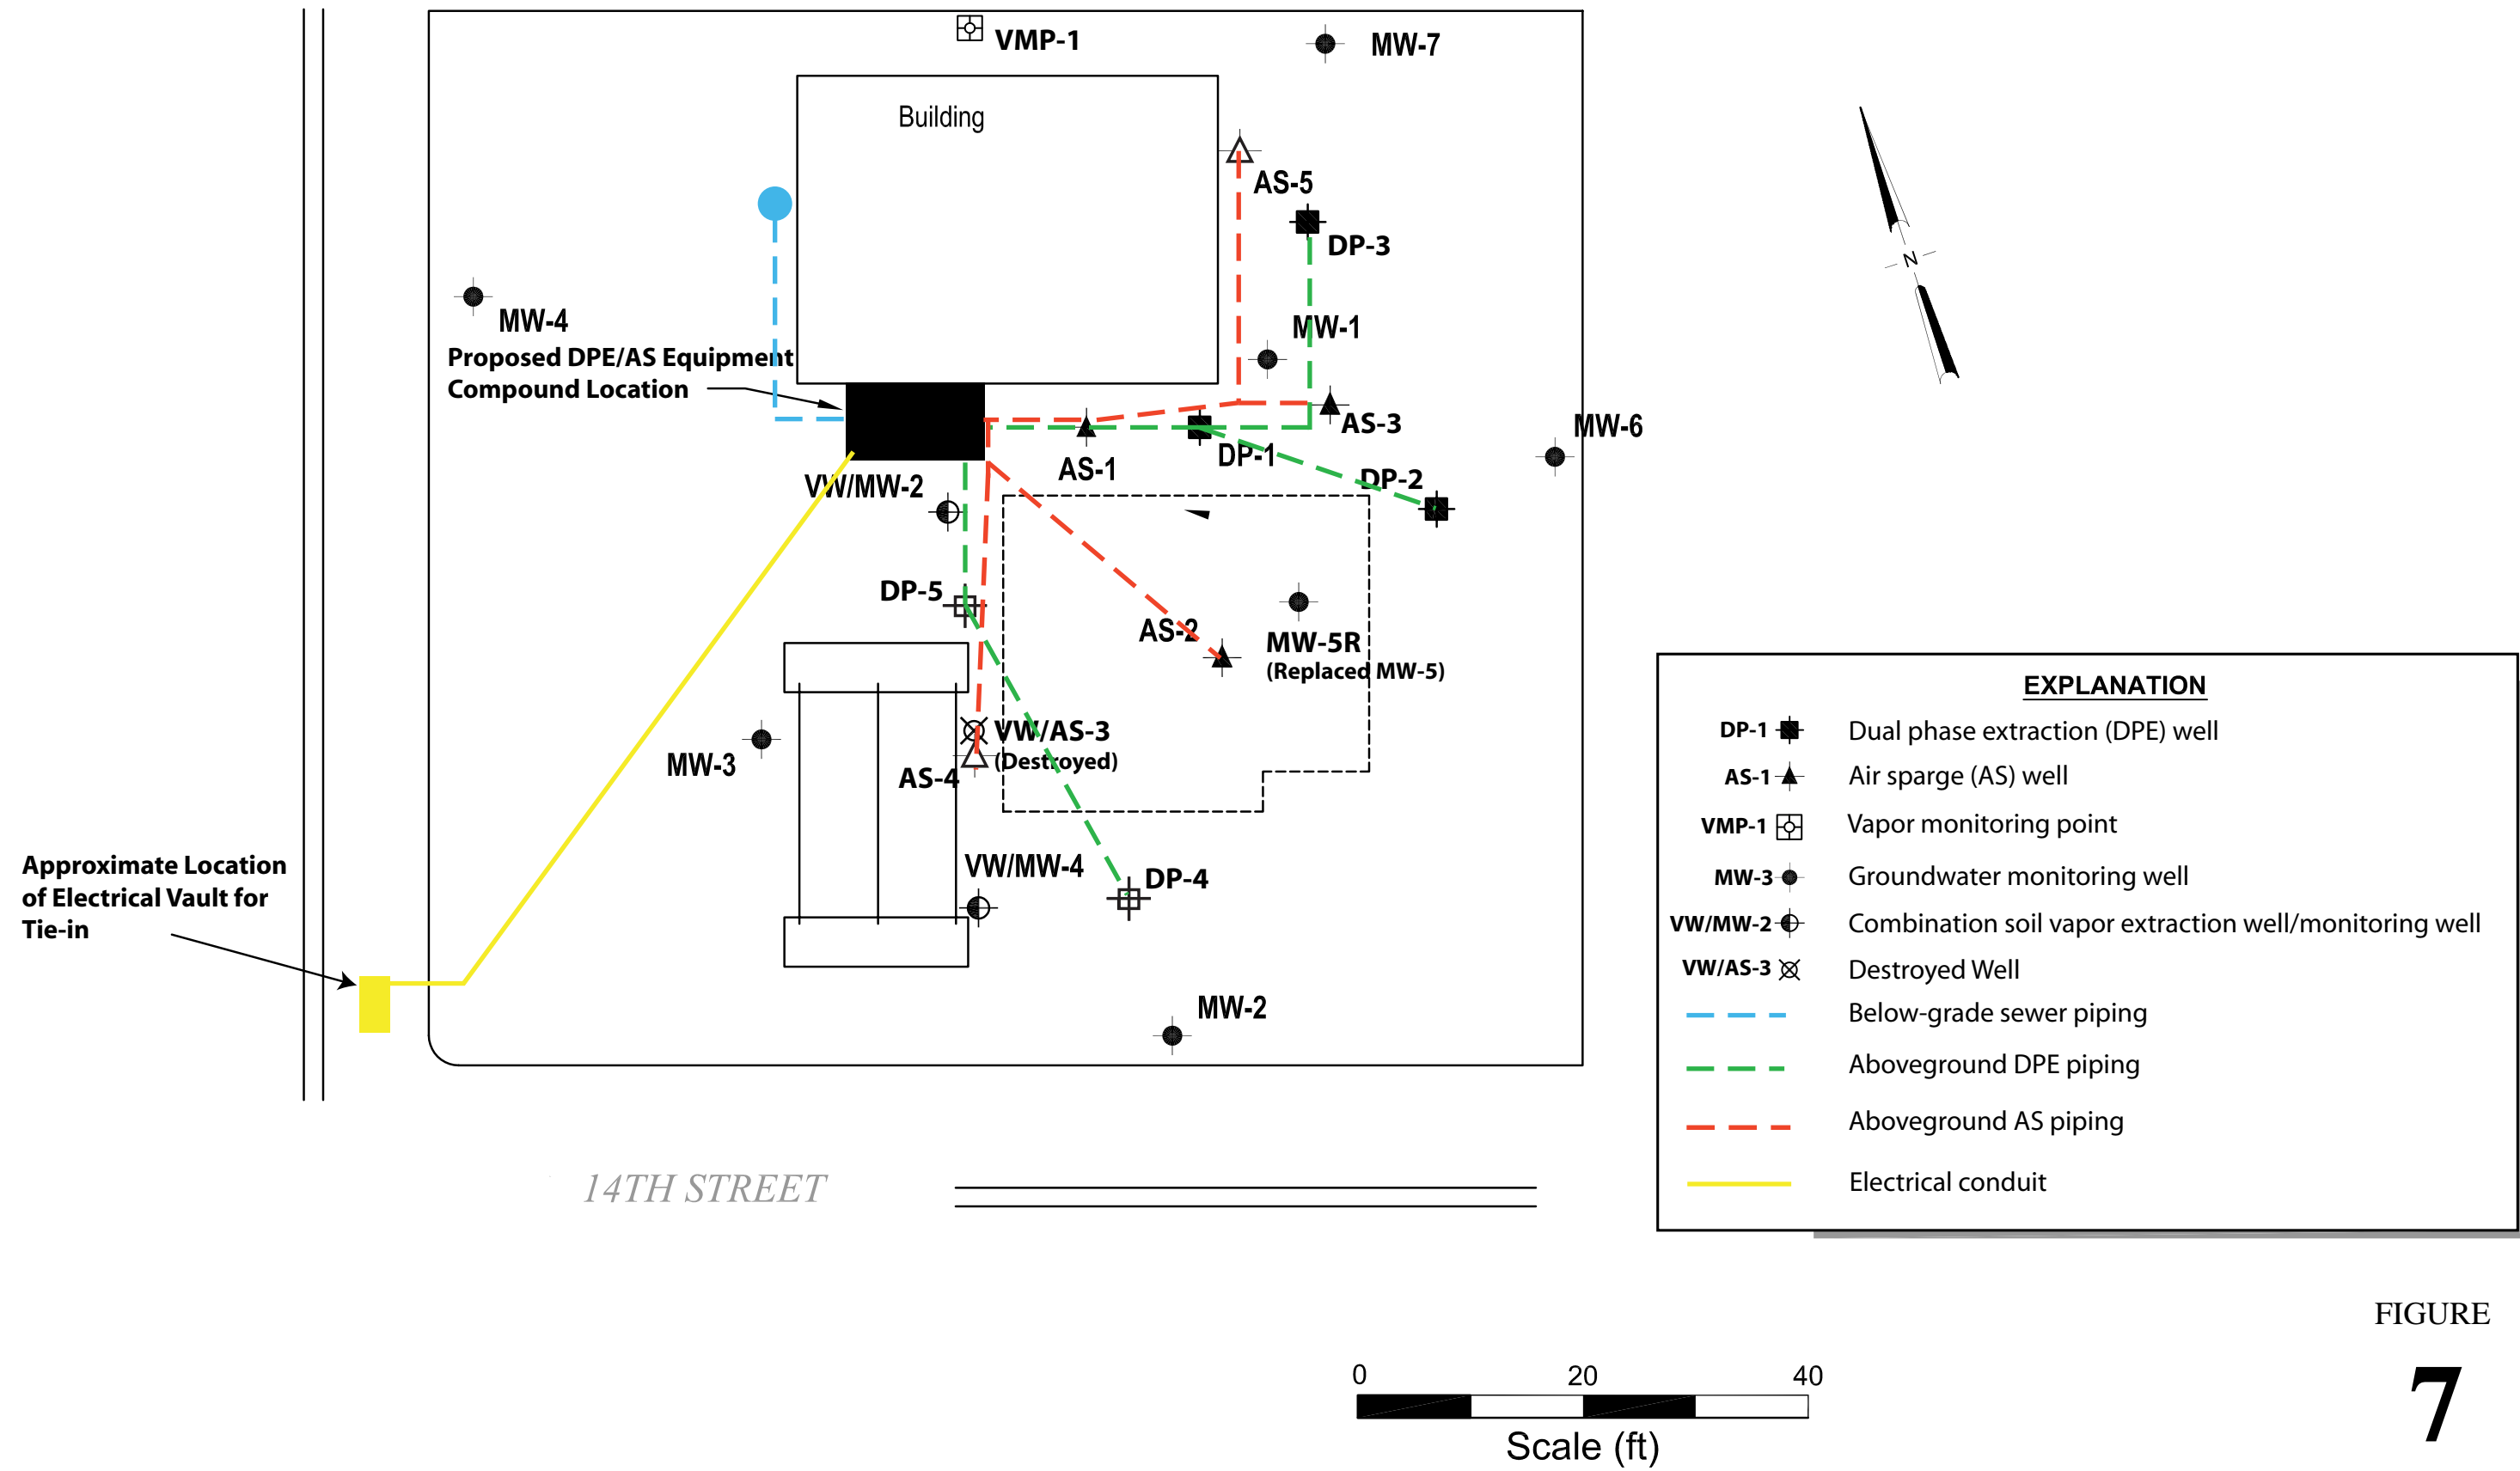 VMP-1
MW-7
Building
AS-5
DP-3
MW-4
MW-1
Proposed DPE/AS Equipment
Compound Location
AS-3
MW-6
AS-1
DP-1
DP-2
VW/MW-2
DP-5
AS-2
MW-5R
(Replaced MW-5)
VW/AS-3
(Destroyed)
MW-3
AS-4
VW/MW-4
DP-4
Approximate Location
of Electrical Vault for
Tie-in
MW-2
14TH STREET
N
EXPLANATION
DP-1 Dual phase extraction (DPE) well
AS-1 Air sparge (AS) well
VMP-1 Vapor monitoring point
MW-3 Groundwater monitoring well
VW/MW-2 Combination soil vapor extraction well/monitoring well
VW/AS-3 Destroyed Well
Below-grade sewer piping
Aboveground DPE piping
Aboveground AS piping
Electrical conduit
0 20 40
Scale (ft)
FIGURE
7